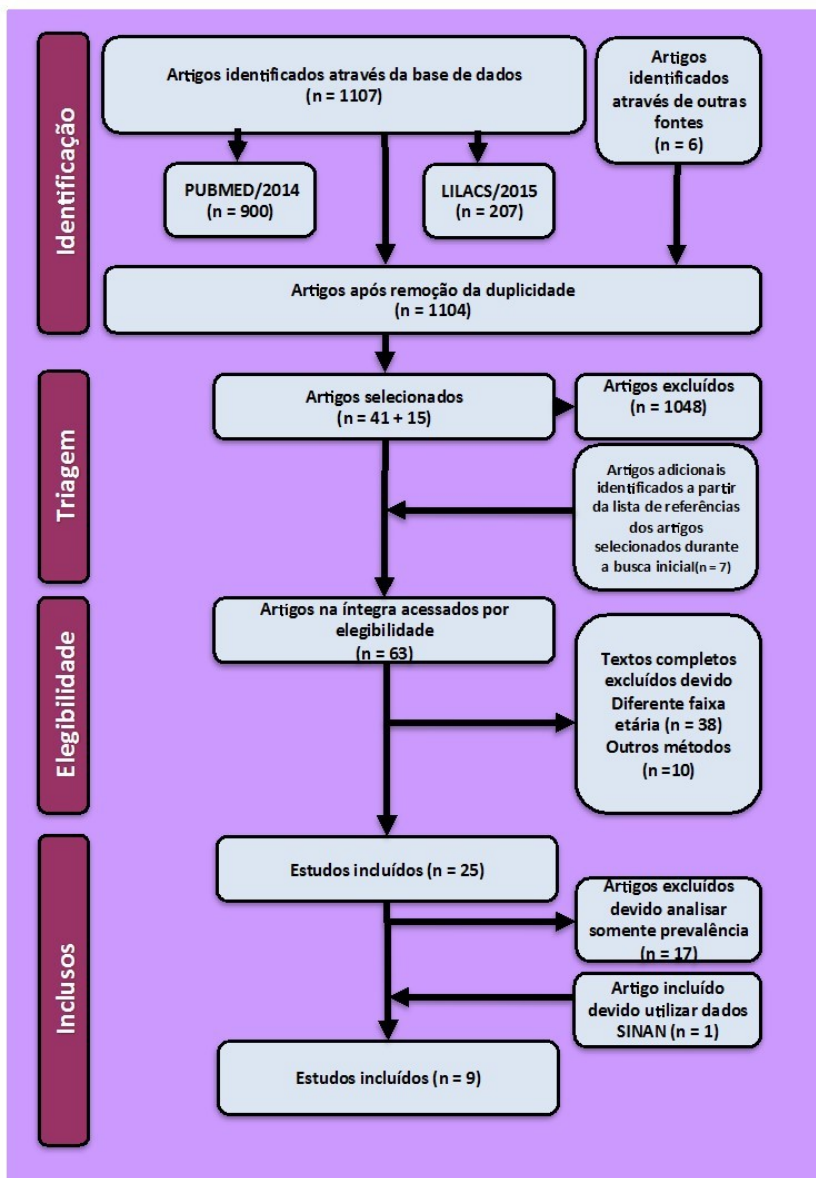 Identificação
Artigos identificados através da base de dados
(n = 1107)
Artigos
identificados
através de outras
fontes
(n = 6)
PUBMED/2014
(n = 900)
LILACS/2015
(n = 207)
Artigos após remoção da duplicidade
(n = 1104)
Triagem
Artigos selecionados
(n = 41 + 15)
Artigos excluídos
(n = 1048)
Artigos adicionais
identificados a partir
da lista de referências
dos artigos
selecionados durante
a busca inicial(n = 7)
Elegibilidade
Artigos na íntegra acessados por
elegibilidade
(n = 63)
Textos completos
excluídos devido
Diferente faixa
etária (n = 38)
Outros métodos
(n =10)
Inclusos
Estudos incluídos (n = 25)
Artigos excluídos
devido analisar
somente prevalência
(n = 17)
Artigo incluído
devido utilizar dados
SINAN (n = 1)
Estudos incluídos (n = 9)